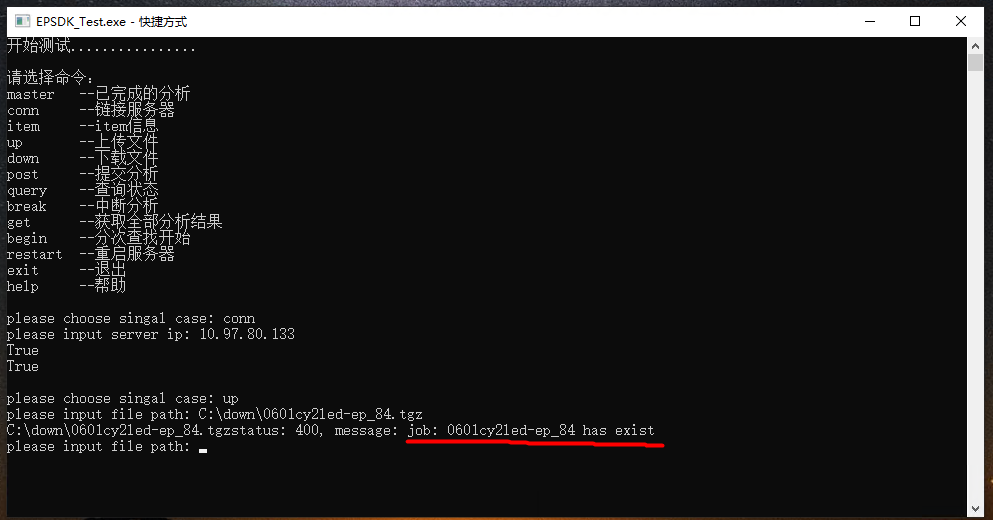 EPSDK_Test.exe - 快捷方式
开始测试................
请选择命令:
master --已完成的分析
conn --链接服务器
item --item信息
up --上传文件
down --下载文件
post --提交分析
query --查询状态
break --中断分析
get --获取全部分析结果
begin --分次查找开始
restart --重启服务器
exit --退出
help --帮助
please choose singal case: conn
please input server ip: 10.97.80.133
True
True
please choose singal case: up
please input file path: C:\down\0601cy2led-ep_84.tgz
C:\down\0601cy2led-ep_84.tgzstatus: 400, message: job: 0601cy2led-ep_84 has exist
please input file path: